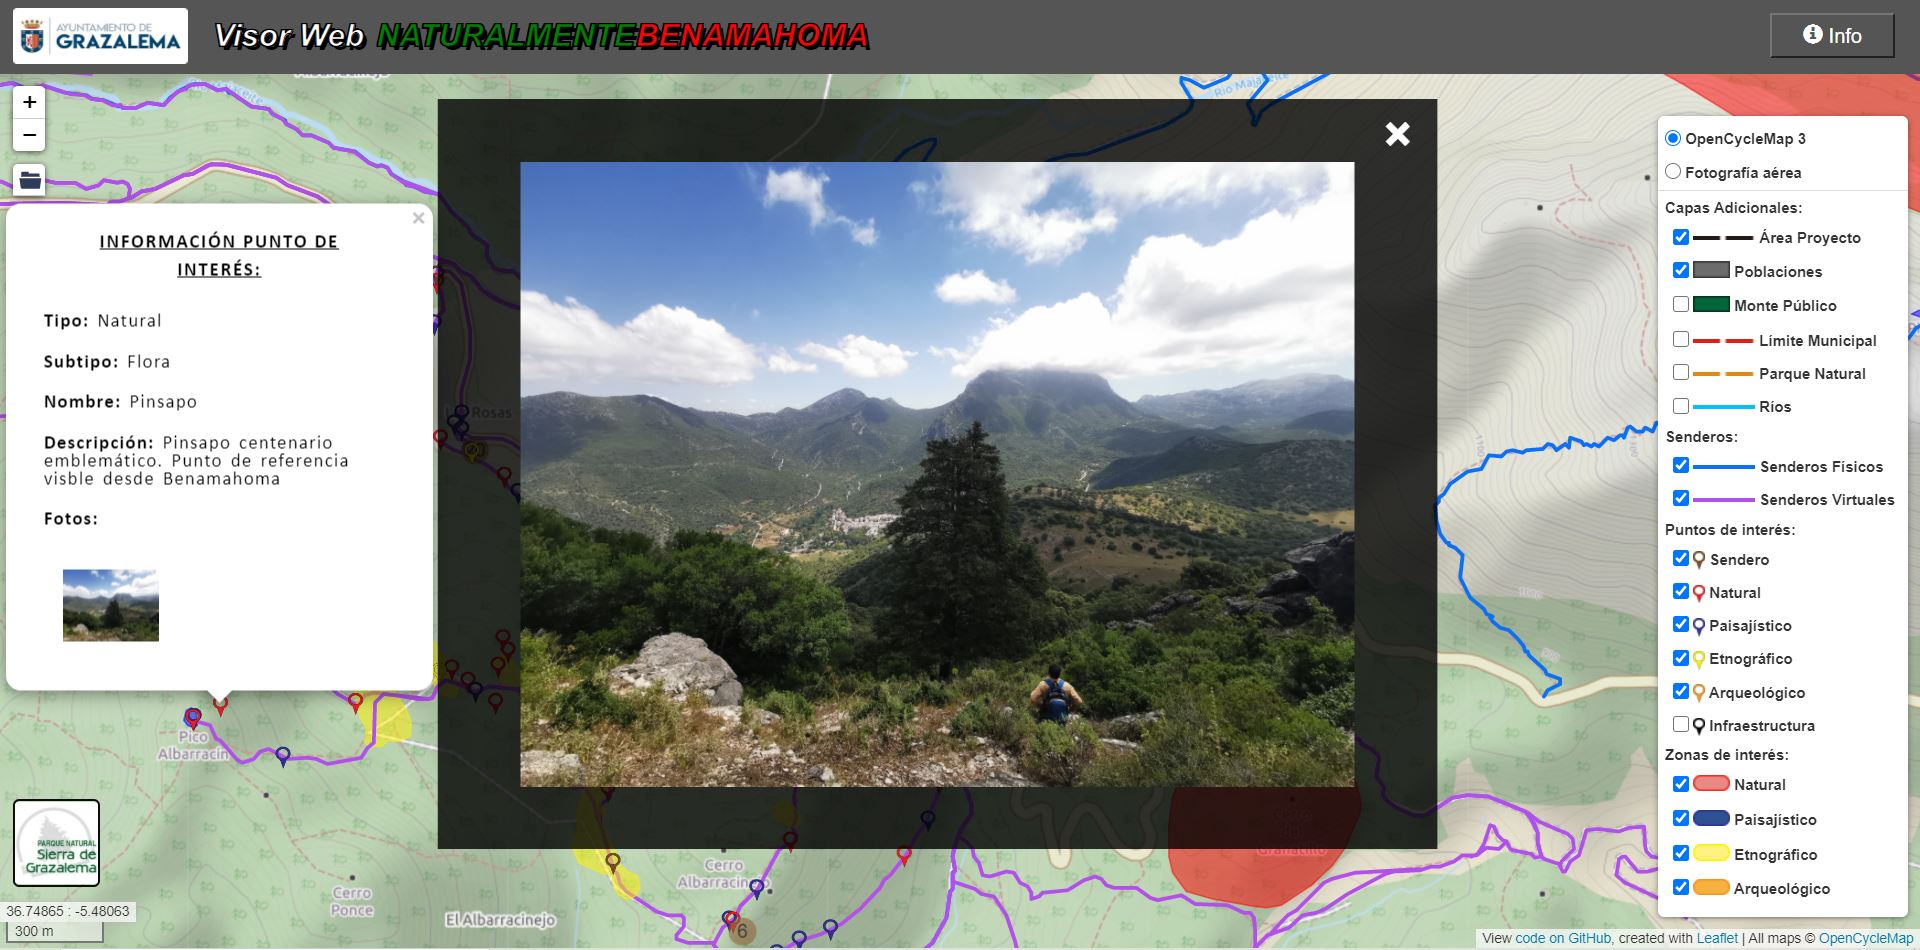 AYUNTAMIENTO DE
GRAZALEMA
Visor Web NATURALMENTEBENAMAHOMA
Info
+
−
INFORMACIÓN PUNTO DE
INTERÉS:
Tipo: Natural
Subtipo: Flora
Nombre: Pinsapo
Descripción: Pinsapo centenario
emblemático. Punto de referencia
visble desde Benamahoma
Fotos:
Rosas
Pico
Albarracín
Cerro
Ponce
El Albarracinejo
Cerro
Albarracín
6
PARQUE NATURAL
Sierra de
Grazalema
36.74865 : -5.48063
300 m
OpenCycleMap 3
Fotografía aérea
Capas Adicionales:
Área Proyecto
Poblaciones
Monte Público
Límite Municipal
Parque Natural
Ríos
Senderos:
Senderos Físicos
Senderos Virtuales
Puntos de interés:
Sendero
Natural
Paisajístico
Etnográfico
Arqueológico
Infraestructura
Zonas de interés:
Natural
Paisajístico
Etnográfico
Arqueológico
View code on GitHub, created with Leaflet | All maps © OpenCycleMap